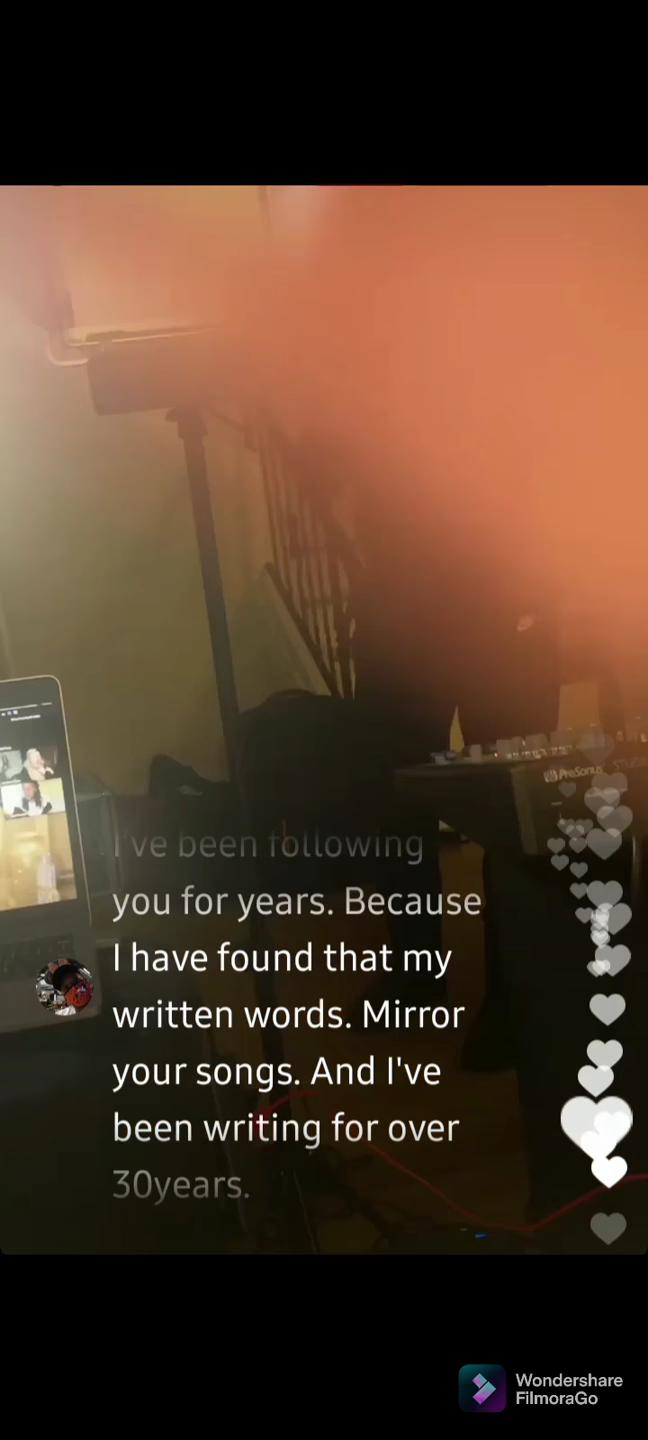 PreSonus
I've been following
you for years. Because
I have found that my
written words. Mirror
your songs. And I've
been writing for over
30years.
Wondershare
FilmoraGo